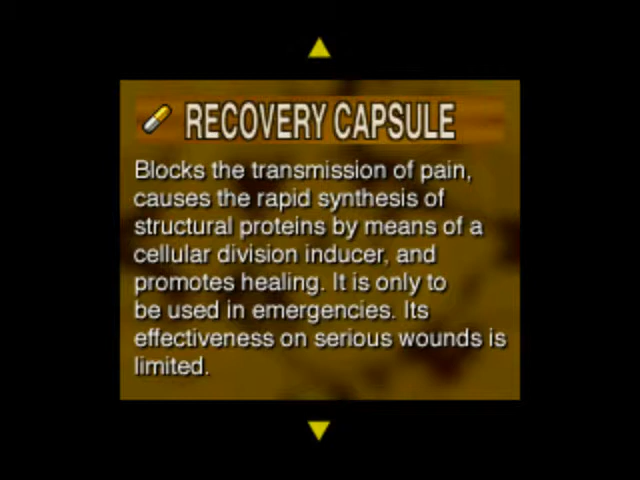 RECOVERY CAPSULE
Blocks the transmission of pain,
causes the rapid synthesis of
structural proteins by means of a
cellular division inducer, and
promotes healing. It is only to
be used in emergencies. Its
effectiveness on serious wounds is
limited.